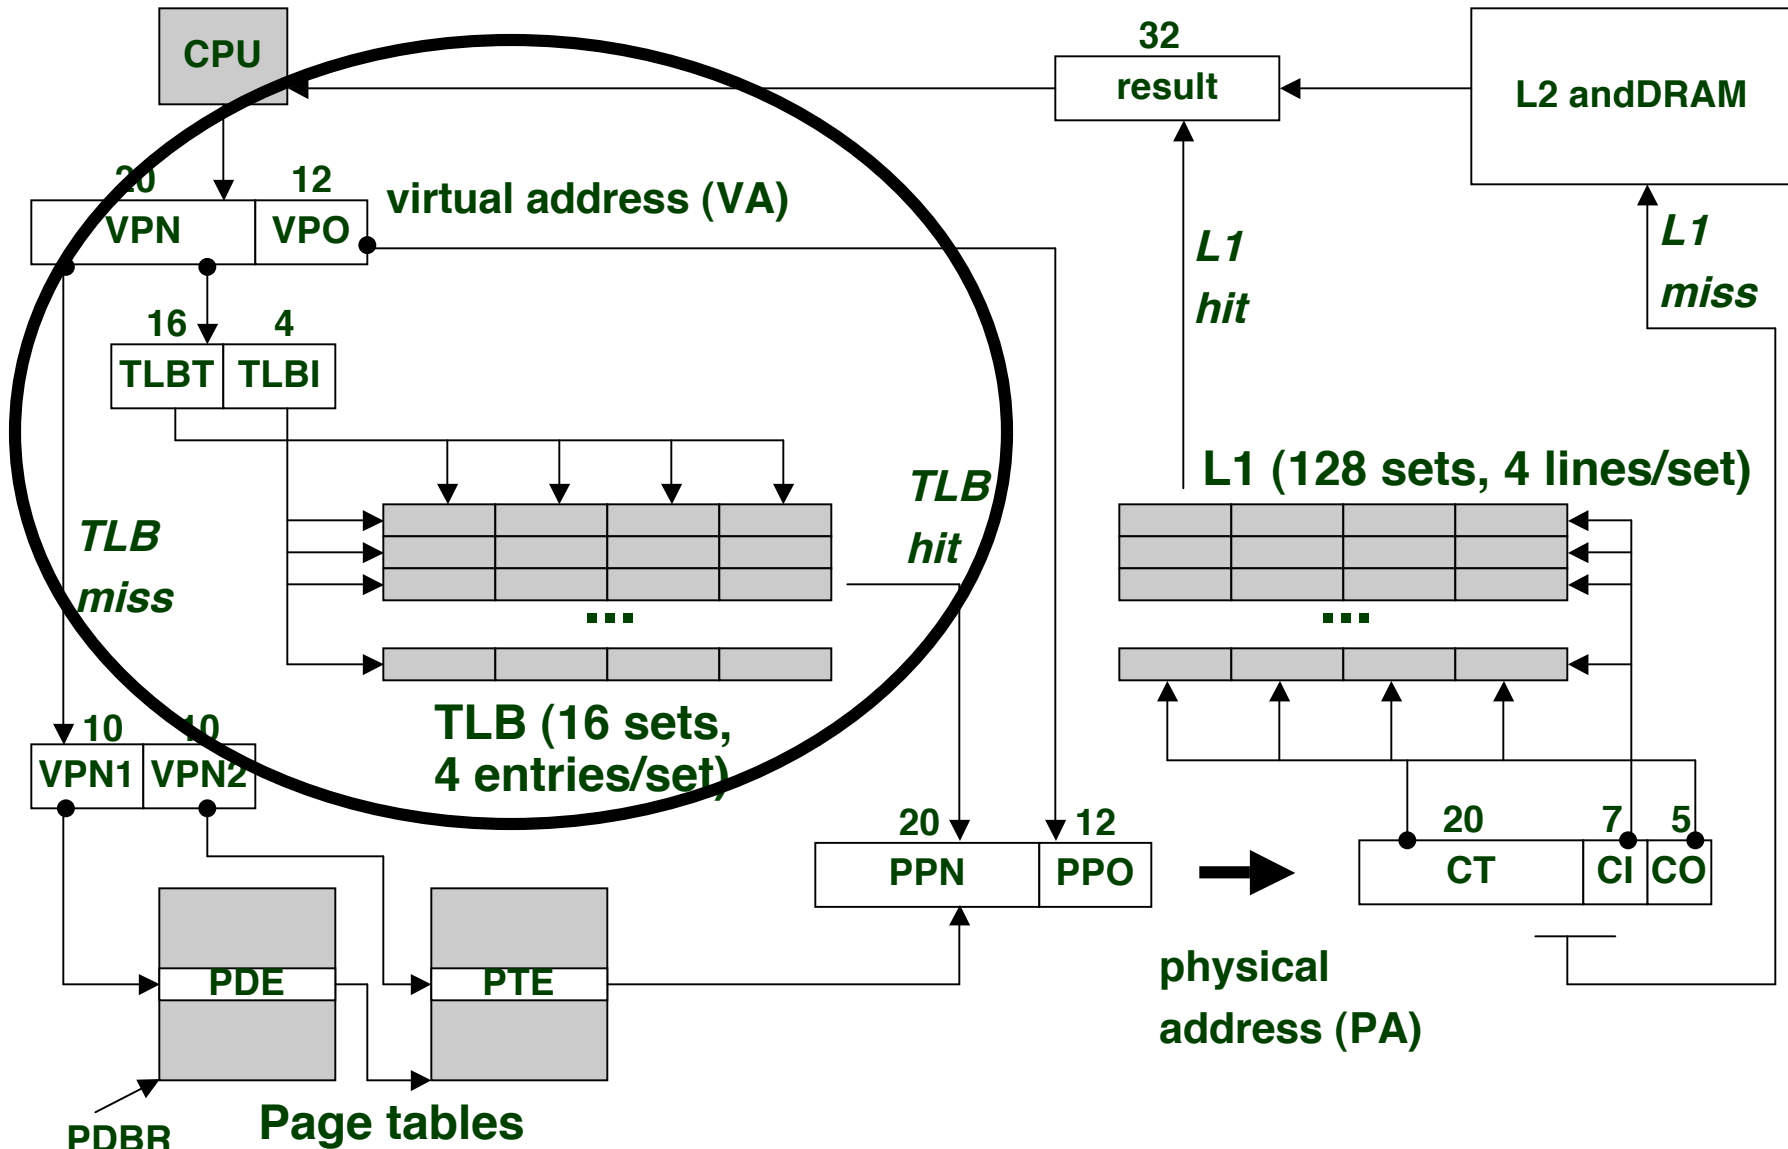 CPU
32
result
L2 andDRAM
20
12
virtual address (VA)
VPN
VPO
L1
hit
L1
miss
16
4
TLBT
TLBI
TLB
hit
L1 (128 sets, 4 lines/set)
TLB
miss
...
...
TLB (16 sets,
4 entries/set)
10
10
VPN1
VPN2
20
12
PPN
PPO
20
7
5
CT
CI
CO
PDE
PTE
physical
address (PA)
Page tables
PDBR